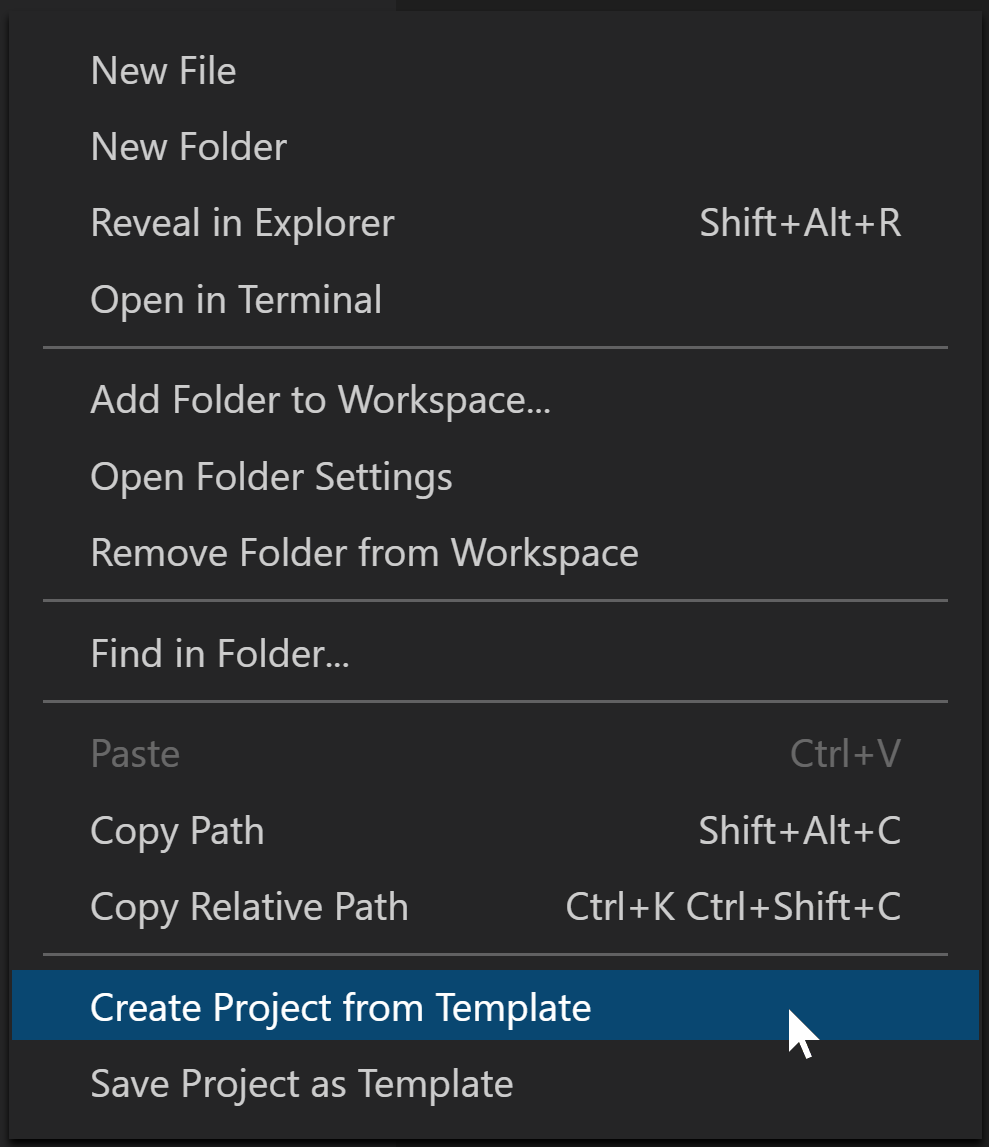 New File
New Folder
Reveal in Explorer Shift+Alt+R
Open in Terminal
Add Folder to Workspace...
Open Folder Settings
Remove Folder from Workspace
Find in Folder...
Paste Ctrl+V
Copy Path Shift+Alt+C
Copy Relative Path Ctrl+K Ctrl+Shift+C
Create Project from Template
Save Project as Template